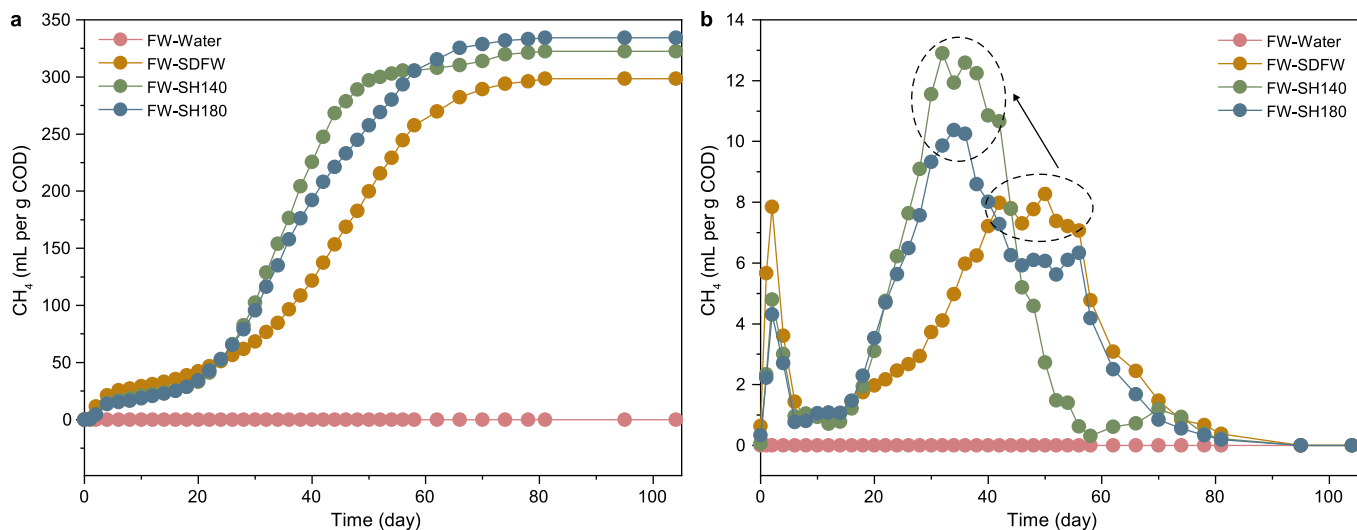 a
350
300
250
200
150
100
50
0
CH₄ (mL per g COD)
FW-Water
FW-SDFW
FW-SH140
FW-SH180
0 20 40 60 80 100
Time (day)
b
14
12
10
8
6
4
2
0
CH₄ (mL per g COD)
FW-Water
FW-SDFW
FW-SH140
FW-SH180
0 20 40 60 80 100
Time (day)